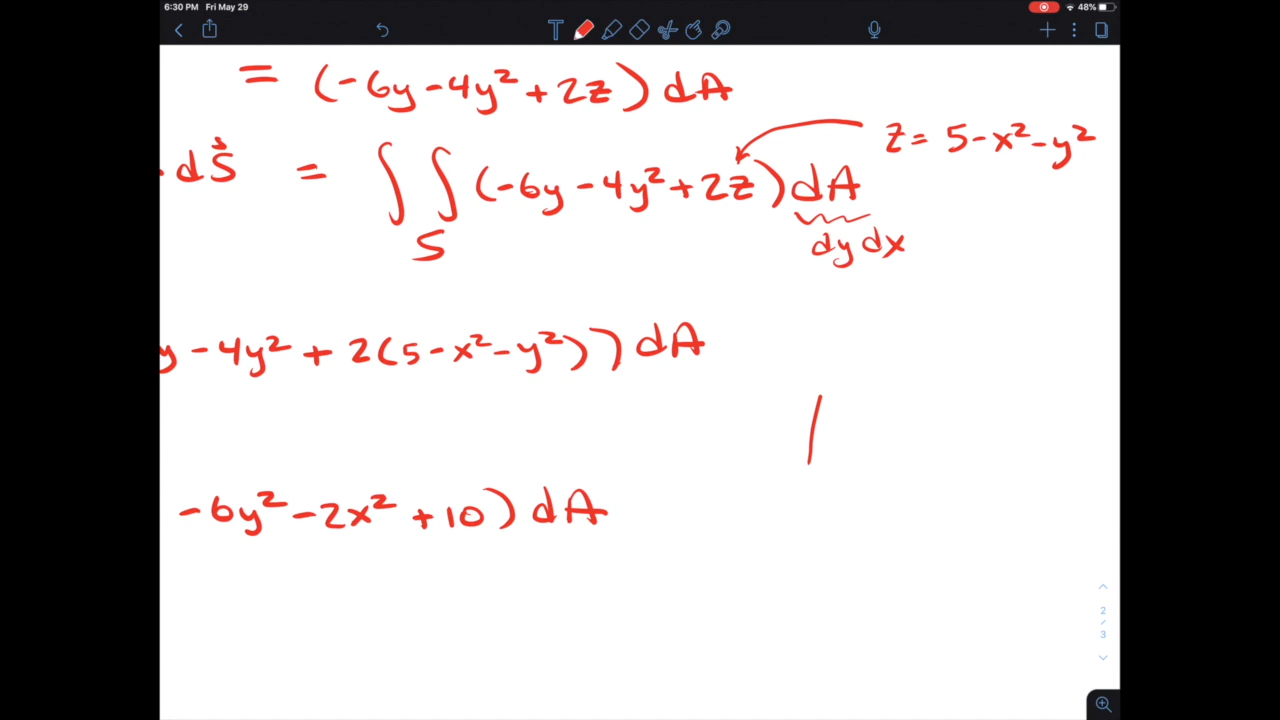 6:30 PM Fri May 29 48%
= (-6y - 4y² + 2z) dA
z = 5 - x² - y²
· dS⃗ = ∫∫ (-6y - 4y² + 2z) dA
S
dy dx
y - 4y² + 2(5 - x² - y²)) dA
- 6y² - 2x² + 10) dA
2
/
3